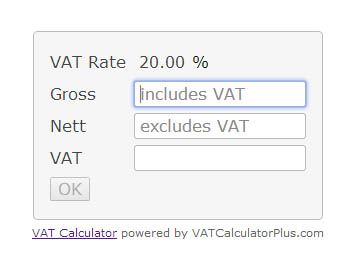 VAT Rate 20.00 %
Gross includes VAT
Nett excludes VAT
VAT
OK
VAT Calculator powered by VATCalculatorPlus.com